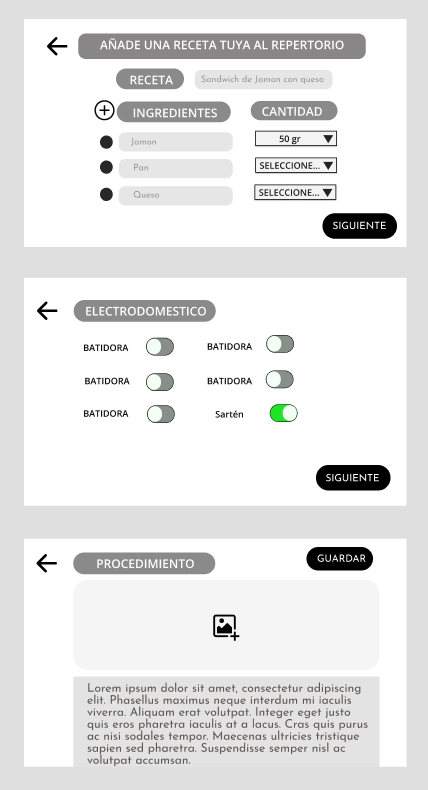 AÑADE UNA RECETA TUYA AL REPERTORIO
RECETA Sandwich de Jamon con queso
INGREDIENTES CANTIDAD
Jamon 50 gr
Pan SELECCIONE...
Queso SELECCIONE...
SIGUIENTE
ELECTRODOMESTICO
BATIDORA BATIDORA
BATIDORA BATIDORA
BATIDORA Sartén
SIGUIENTE
PROCEDIMIENTO GUARDAR
Lorem ipsum dolor sit amet, consectetur adipiscing
elit. Phasellus maximus neque interdum mi iaculis
viverra. Aliquam erat volutpat. Integer eget justo
quis eros pharetra iaculis at a lacus. Cras quis purus
ac nisi sodales tempor. Maecenas ultricies tristique
sapien sed pharetra. Suspendisse semper nisl ac
volutpat accumsan.